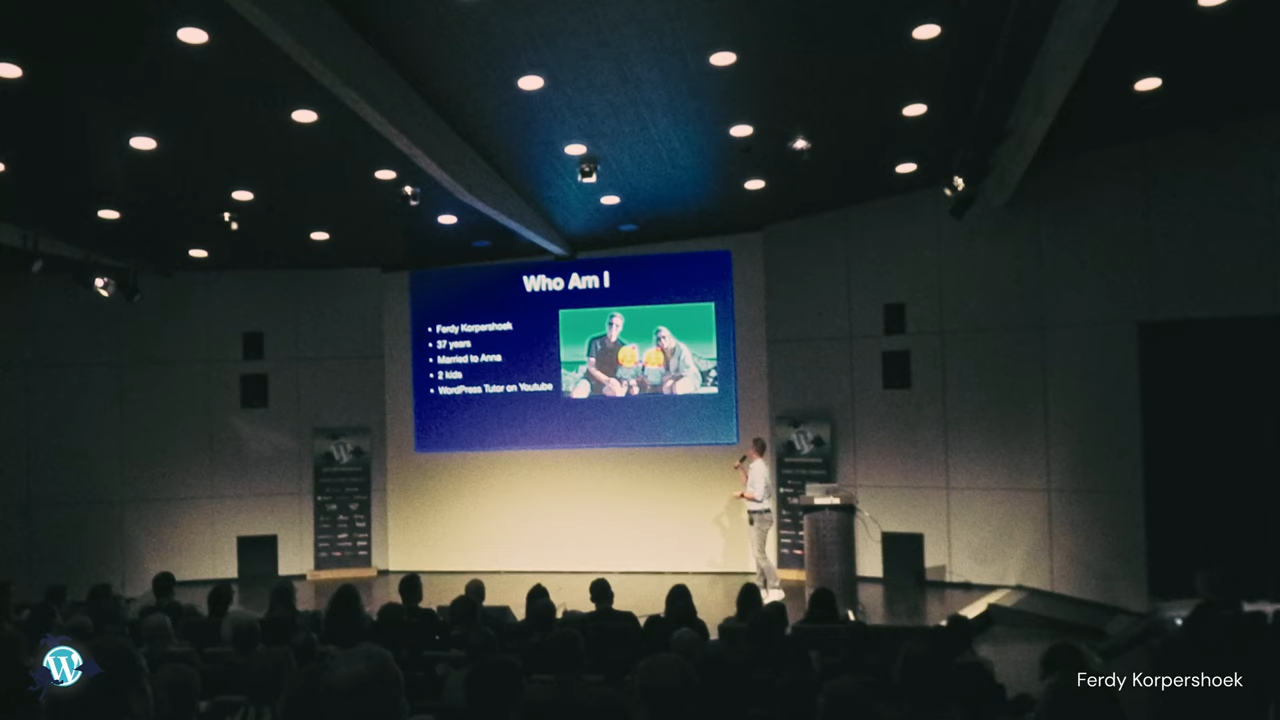 Who Am I
• Ferdy Korpershoek
• 37 years
• Married to Anna
• 2 kids
• WordPress Tutor on Youtube
W
W
W
Ferdy Korpershoek